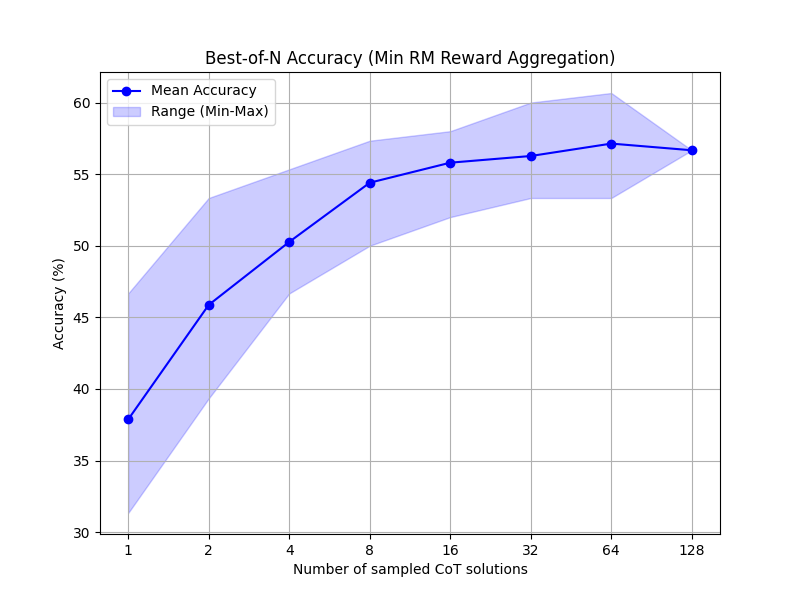 Best-of-N Accuracy (Min RM Reward Aggregation)
Mean Accuracy
Range (Min-Max)
Accuracy (%)
60
55
50
45
40
35
30
1 2 4 8 16 32 64 128
Number of sampled CoT solutions